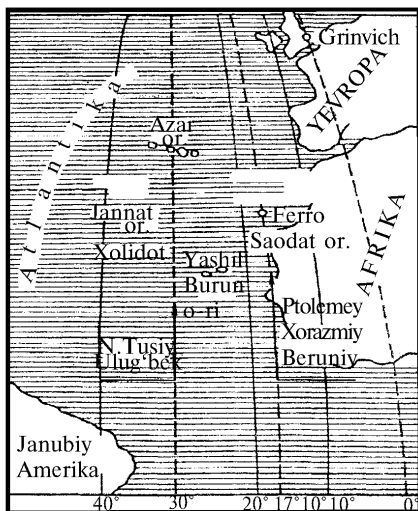 Grinvich
YEVROPA
Atlantika
Azar
or.
Jannat
or.
Xolidot
Ferro
Saodat or.
AFRIKA
Yashil
Burun
o-ri
Ptolemey
Xorazmiy
Beruniy
N.Tusiy
Ulug‘bek
Janubiy
Amerika
40° 30° 20° 17° 10° 10° 0°